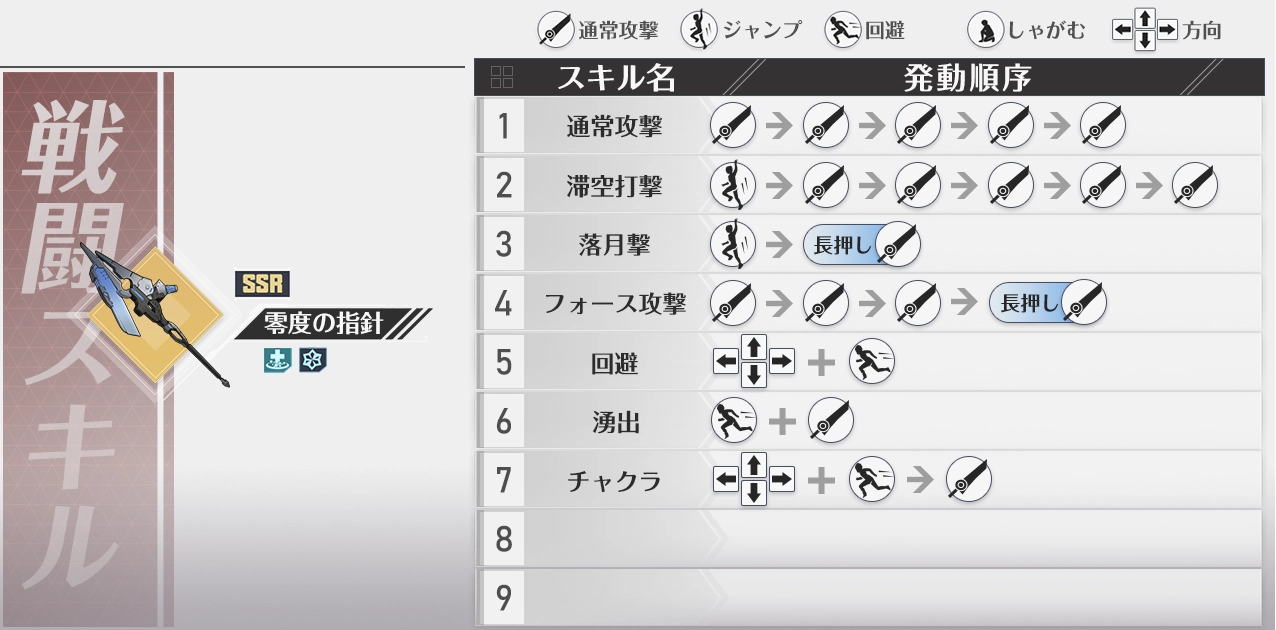 通常攻撃 ジャンプ 回避 しゃがむ 方向
戦闘スキル
SSR
零度の指針
スキル名 発動順序
1 通常攻撃
2 滞空打撃
3 落月撃 長押し
4 フォース攻撃 長押し
5 回避
6 湧出
7 チャクラ
8
9